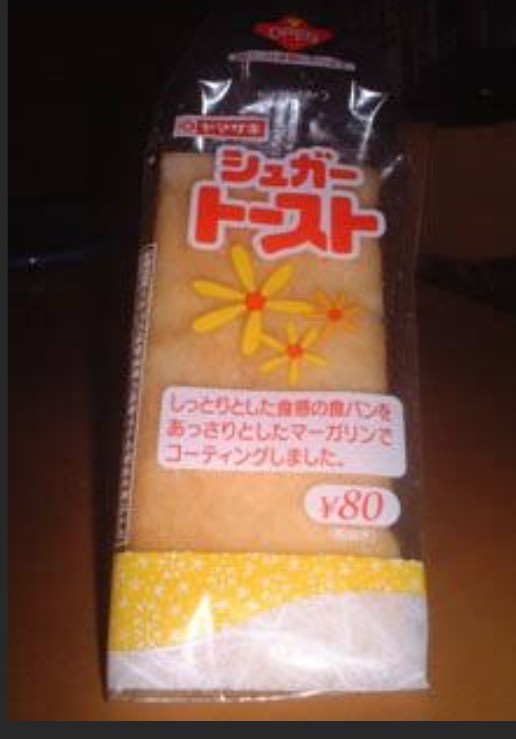 OPEN
ヤマザキ
シュガー
トースト
しっとりとした食感の食パンを
あっさりとしたマーガリンで
コーティングしました。
¥80